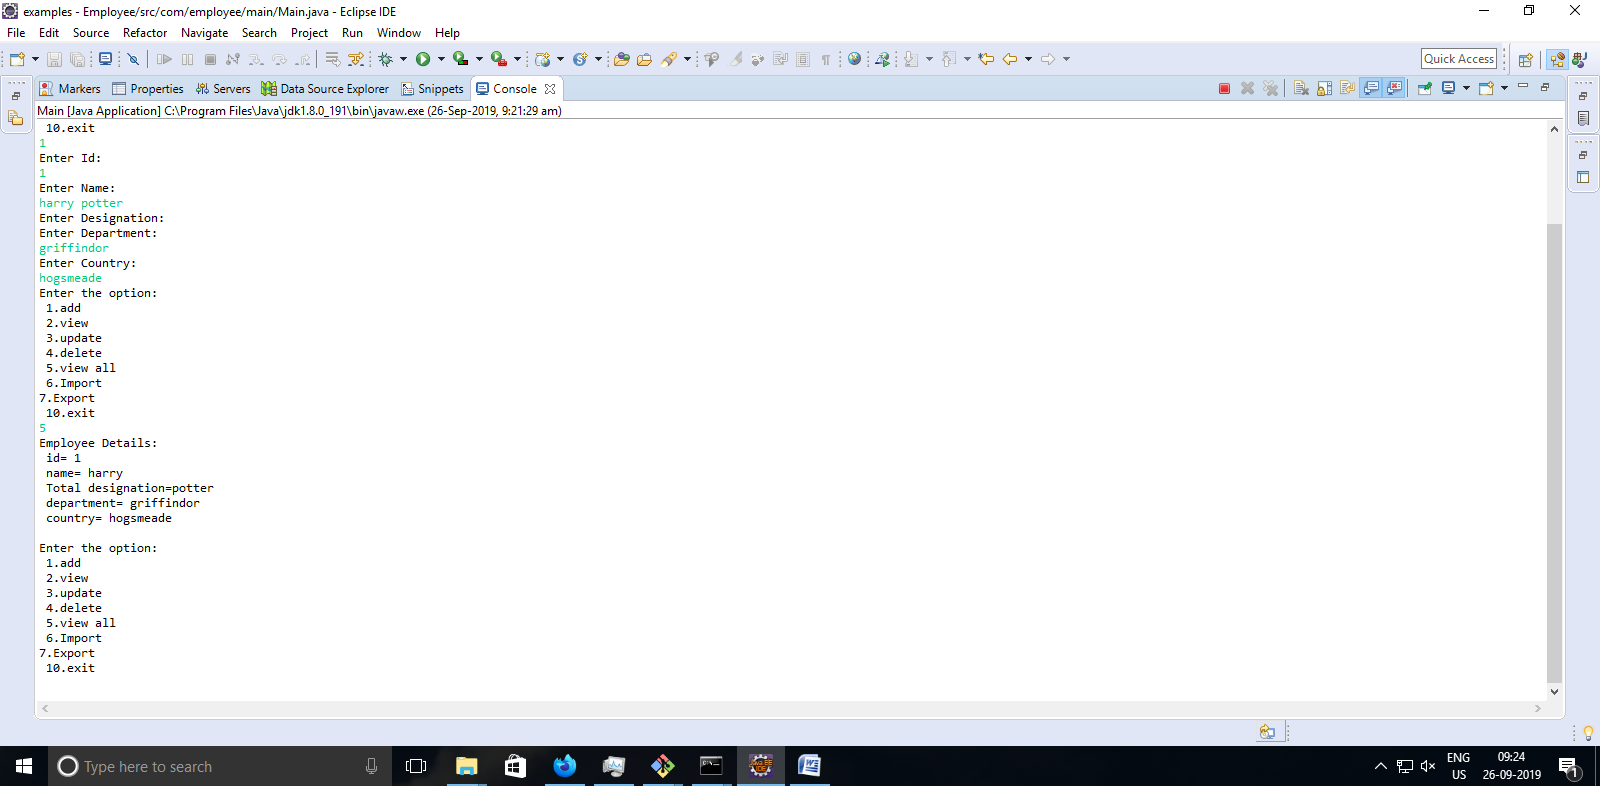 examples - Employee/src/com/employee/main/Main.java - Eclipse IDE
File Edit Source Refactor Navigate Search Project Run Window Help
Quick Access
Markers Properties Servers Data Source Explorer Snippets Console
Main [Java Application] C:\Program Files\Java\jdk1.8.0_191\bin\javaw.exe (26-Sep-2019, 9:21:29 am)
10.exit
1
Enter Id:
1
Enter Name:
harry potter
Enter Designation:
Enter Department:
griffindor
Enter Country:
hogsmeade
Enter the option:
1.add
2.view
3.update
4.delete
5.view all
6.Import
7.Export
10.exit
5
Employee Details:
id= 1
name= harry
Total designation=potter
department= griffindor
country= hogsmeade
Enter the option:
1.add
2.view
3.update
4.delete
5.view all
6.Import
7.Export
10.exit
Type here to search
ENG
US
09:24
26-09-2019
1